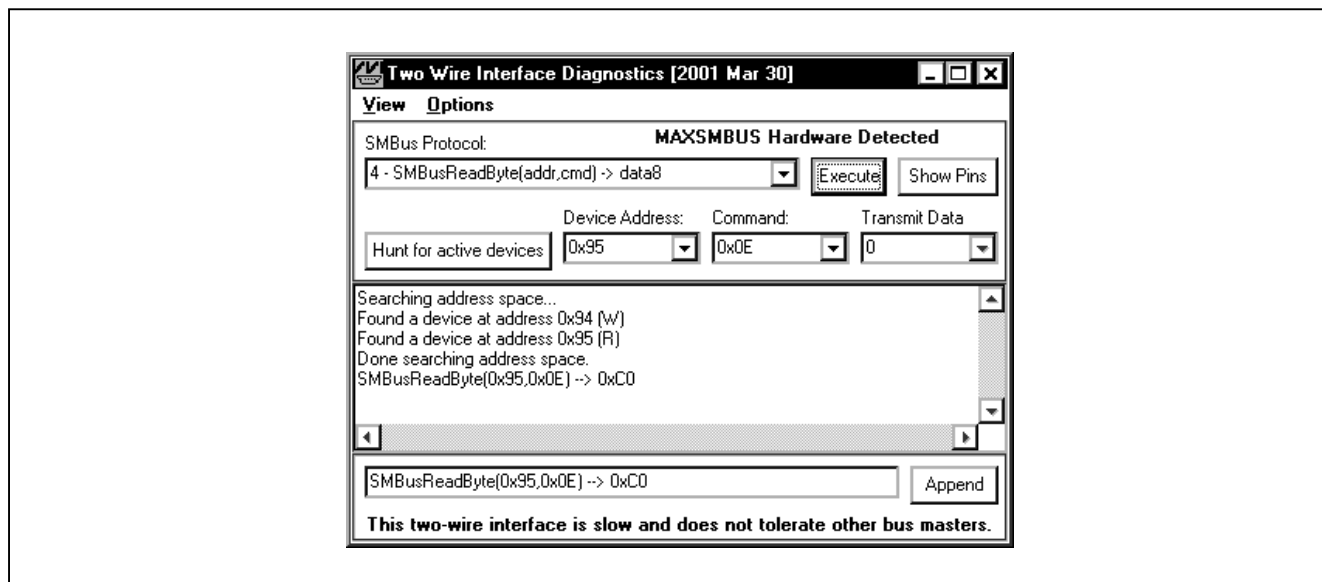 Two Wire Interface Diagnostics [2001 Mar 30]
View Options
SMBus Protocol:
MAXSMBUS Hardware Detected
4 - SMBusReadByte(addr,cmd) -> data8
Execute
Show Pins
Device Address: Command: Transmit Data
Hunt for active devices 0x95 0x0E 0
Searching address space...
Found a device at address 0x94 (W)
Found a device at address 0x95 (R)
Done searching address space.
SMBusReadByte(0x95,0x0E) --> 0xC0
SMBusReadByte(0x95,0x0E) --> 0xC0
Append
This two-wire interface is slow and does not tolerate other bus masters.